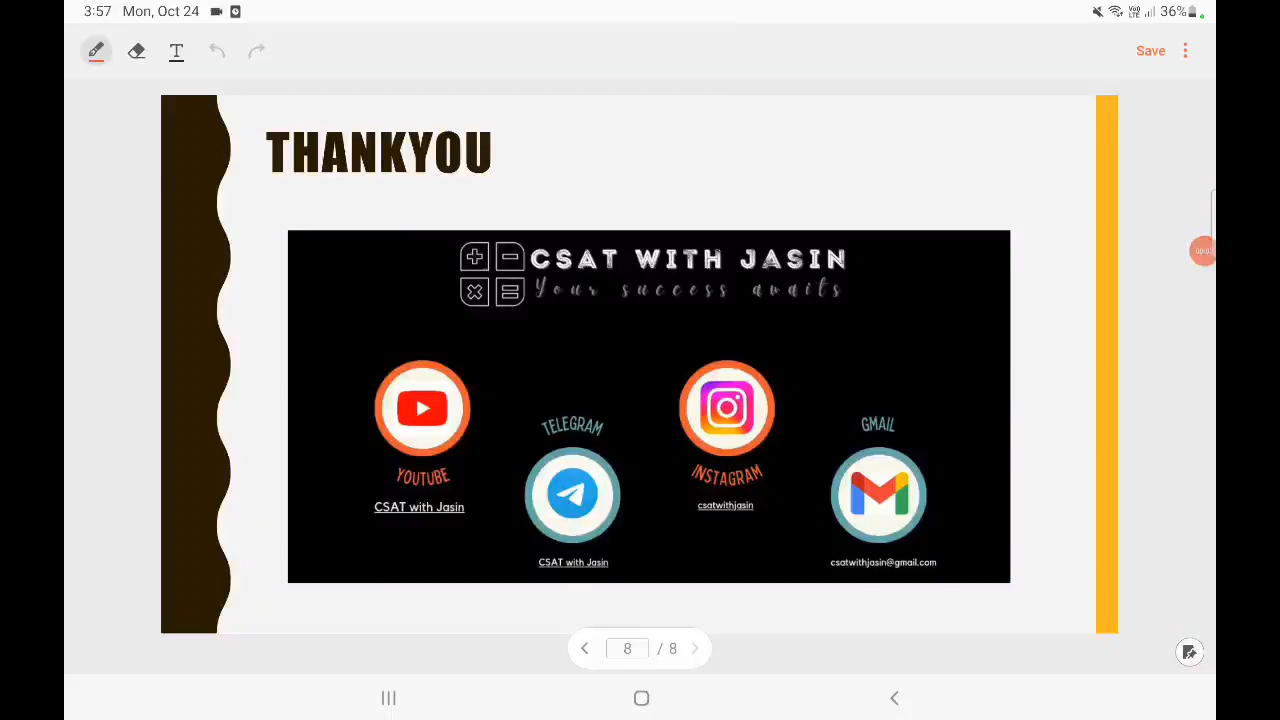 3:57 Mon, Oct 24
36%
T
Save
THANKYOU
CSAT WITH JASIN
Your success awaits
YOUTUBE
CSAT with Jasin
TELEGRAM
CSAT with Jasin
INSTAGRAM
csatwithjasin
GMAIL
csatwithjasin@gmail.com
8 / 8